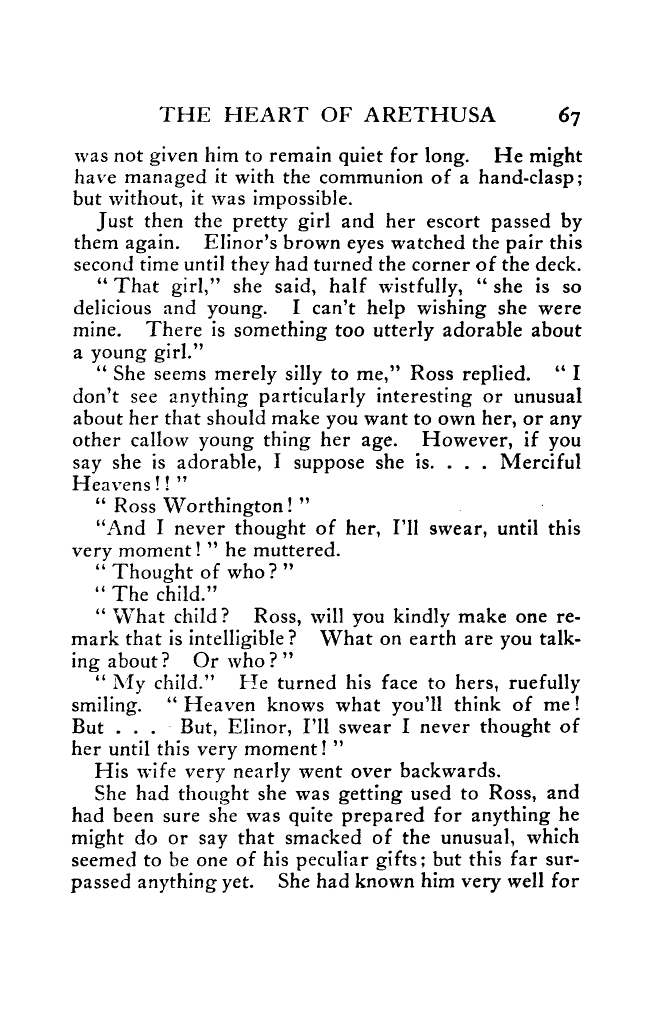 THE HEART OF ARETHUSA 67
was not given him to remain quiet for long. He might
have managed it with the communion of a hand-clasp;
but without, it was impossible.
Just then the pretty girl and her escort passed by
them again. Elinor's brown eyes watched the pair this
second time until they had turned the corner of the deck.
"That girl," she said, half wistfully, "she is so
delicious and young. I can't help wishing she were
mine. There is something too utterly adorable about
a young girl."
"She seems merely silly to me," Ross replied. "I
don't see anything particularly interesting or unusual
about her that should make you want to own her, or any
other callow young thing her age. However, if you
say she is adorable, I suppose she is. . . . Merciful
Heavens!!"
"Ross Worthington!"
"And I never thought of her, I'll swear, until this
very moment!" he muttered.
"Thought of who?"
"The child."
"What child? Ross, will you kindly make one re-
mark that is intelligible? What on earth are you talk-
ing about? Or who?"
"My child." He turned his face to hers, ruefully
smiling. "Heaven knows what you'll think of me!
But . . . But, Elinor, I'll swear I never thought of
her until this very moment!"
His wife very nearly went over backwards.
She had thought she was getting used to Ross, and
had been sure she was quite prepared for anything he
might do or say that smacked of the unusual, which
seemed to be one of his peculiar gifts; but this far sur-
passed anything yet. She had known him very well for